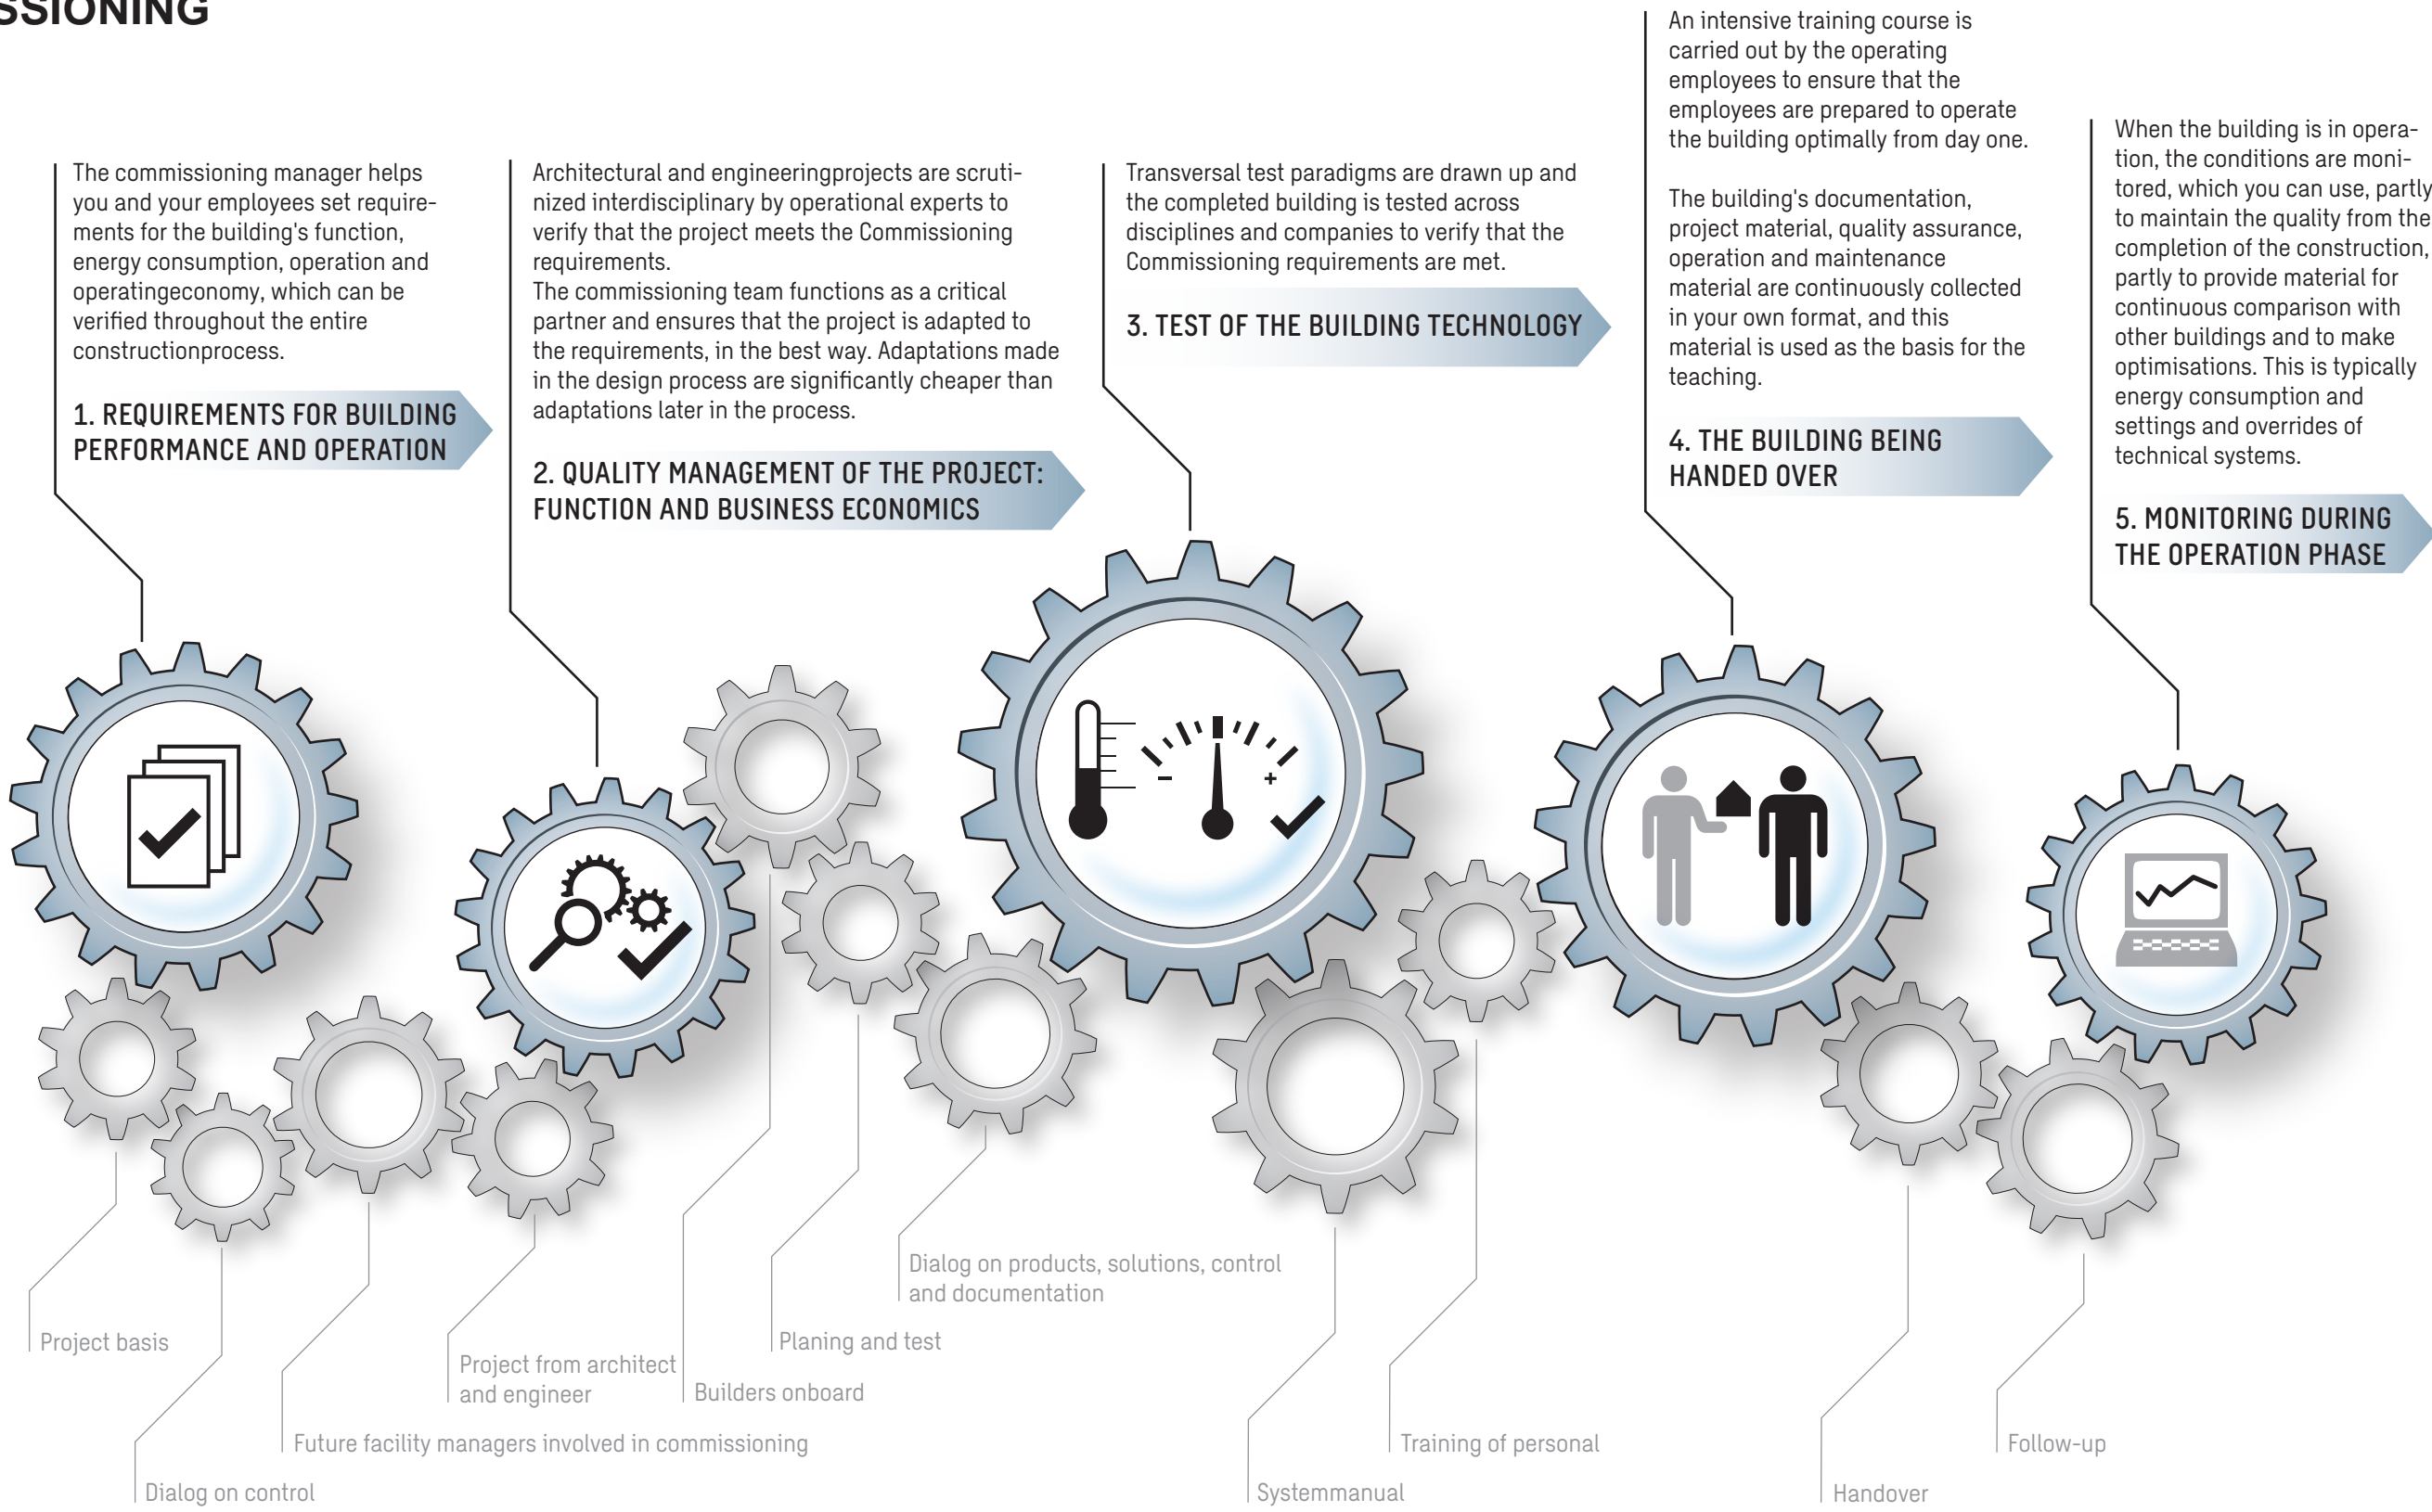 SSIONING
The commissioning manager helps
you and your employees set require-
ments for the building's function,
energy consumption, operation and
operatingeconomy, which can be
verified throughout the entire
constructionprocess.
1. REQUIREMENTS FOR BUILDING
PERFORMANCE AND OPERATION
Architectural and engineeringprojects are scruti-
nized interdisciplinary by operational experts to
verify that the project meets the Commissioning
requirements.
The commissioning team functions as a critical
partner and ensures that the project is adapted to
the requirements, in the best way. Adaptations made
in the design process are significantly cheaper than
adaptations later in the process.
2. QUALITY MANAGEMENT OF THE PROJECT:
FUNCTION AND BUSINESS ECONOMICS
Transversal test paradigms are drawn up and
the completed building is tested across
disciplines and companies to verify that the
Commissioning requirements are met.
3. TEST OF THE BUILDING TECHNOLOGY
An intensive training course is
carried out by the operating
employees to ensure that the
employees are prepared to operate
the building optimally from day one.
The building's documentation,
project material, quality assurance,
operation and maintenance
material are continuously collected
in your own format, and this
material is used as the basis for the
teaching.
4. THE BUILDING BEING
HANDED OVER
When the building is in opera-
tion, the conditions are moni-
tored, which you can use, partly
to maintain the quality from the
completion of the construction,
partly to provide material for
continuous comparison with
other buildings and to make
optimisations. This is typically
energy consumption and
settings and overrides of
technical systems.
5. MONITORING DURING
THE OPERATION PHASE
- +
Project basis
Dialog on control
Future facility managers involved in commissioning
Project from architect
and engineer
Builders onboard
Planing and test
Dialog on products, solutions, control
and documentation
Systemmanual
Training of personal
Handover
Follow-up